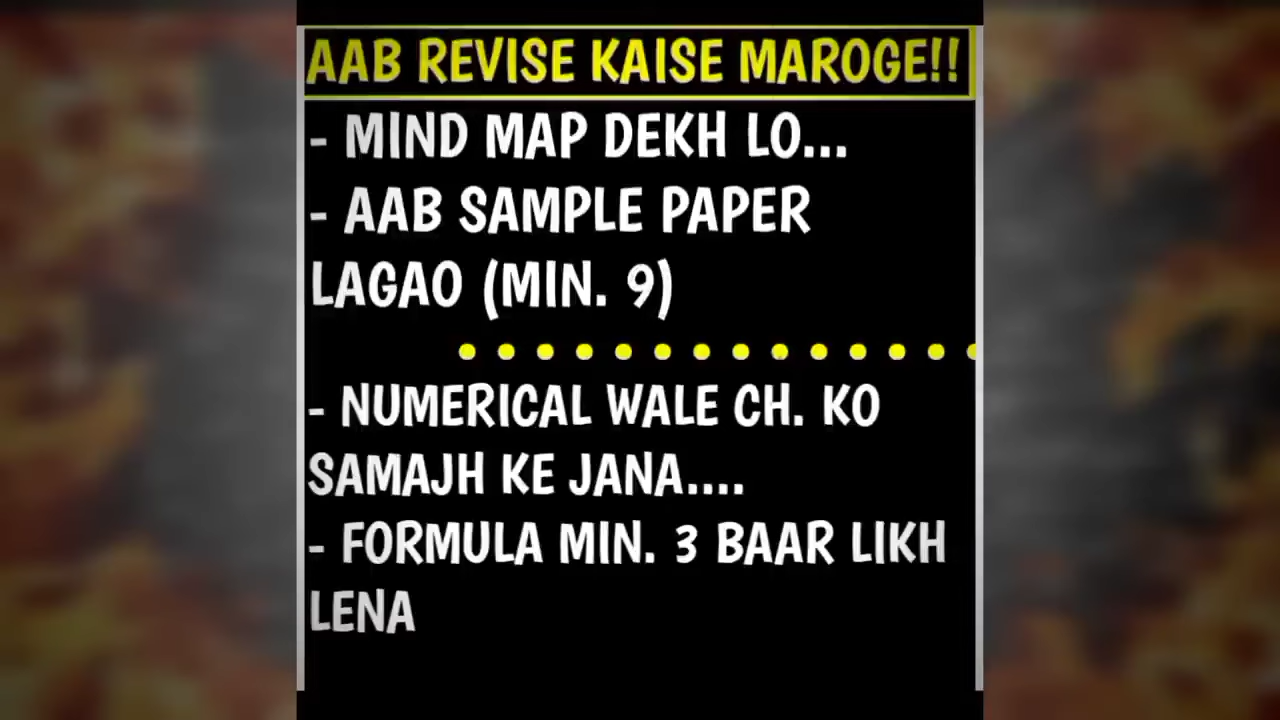 AAB REVISE KAISE MAROGE!!
- MIND MAP DEKH LO...
- AAB SAMPLE PAPER
LAGAO (MIN. 9)
- NUMERICAL WALE CH. KO
SAMAJH KE JANA....
- FORMULA MIN. 3 BAAR LIKH
LENA